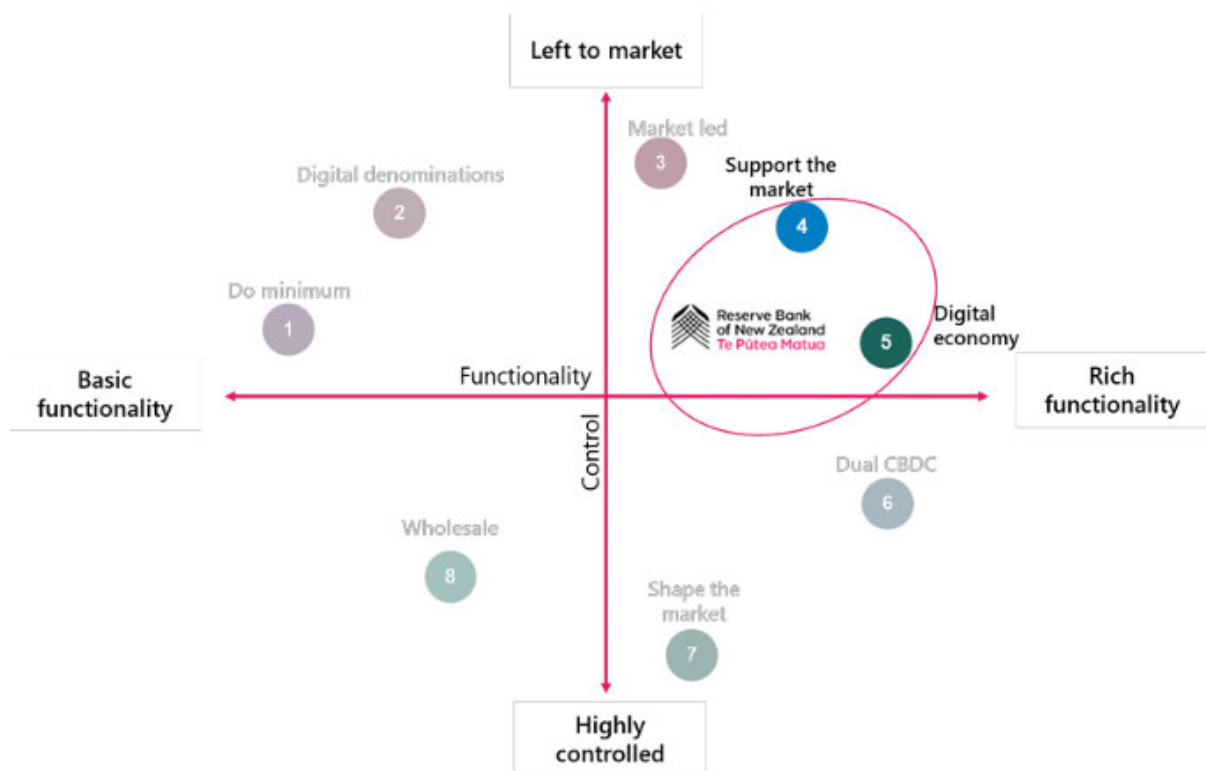 Left to market
Market led
3
Support the
market
4
Digital denominations
2
Do minimum
1
Reserve Bank
of New Zealand
Te Pūtea Matua
Digital
economy
5
Basic
functionality
Functionality
Control
Rich
functionality
Dual CBDC
6
Wholesale
8
Shape the
market
7
Highly
controlled